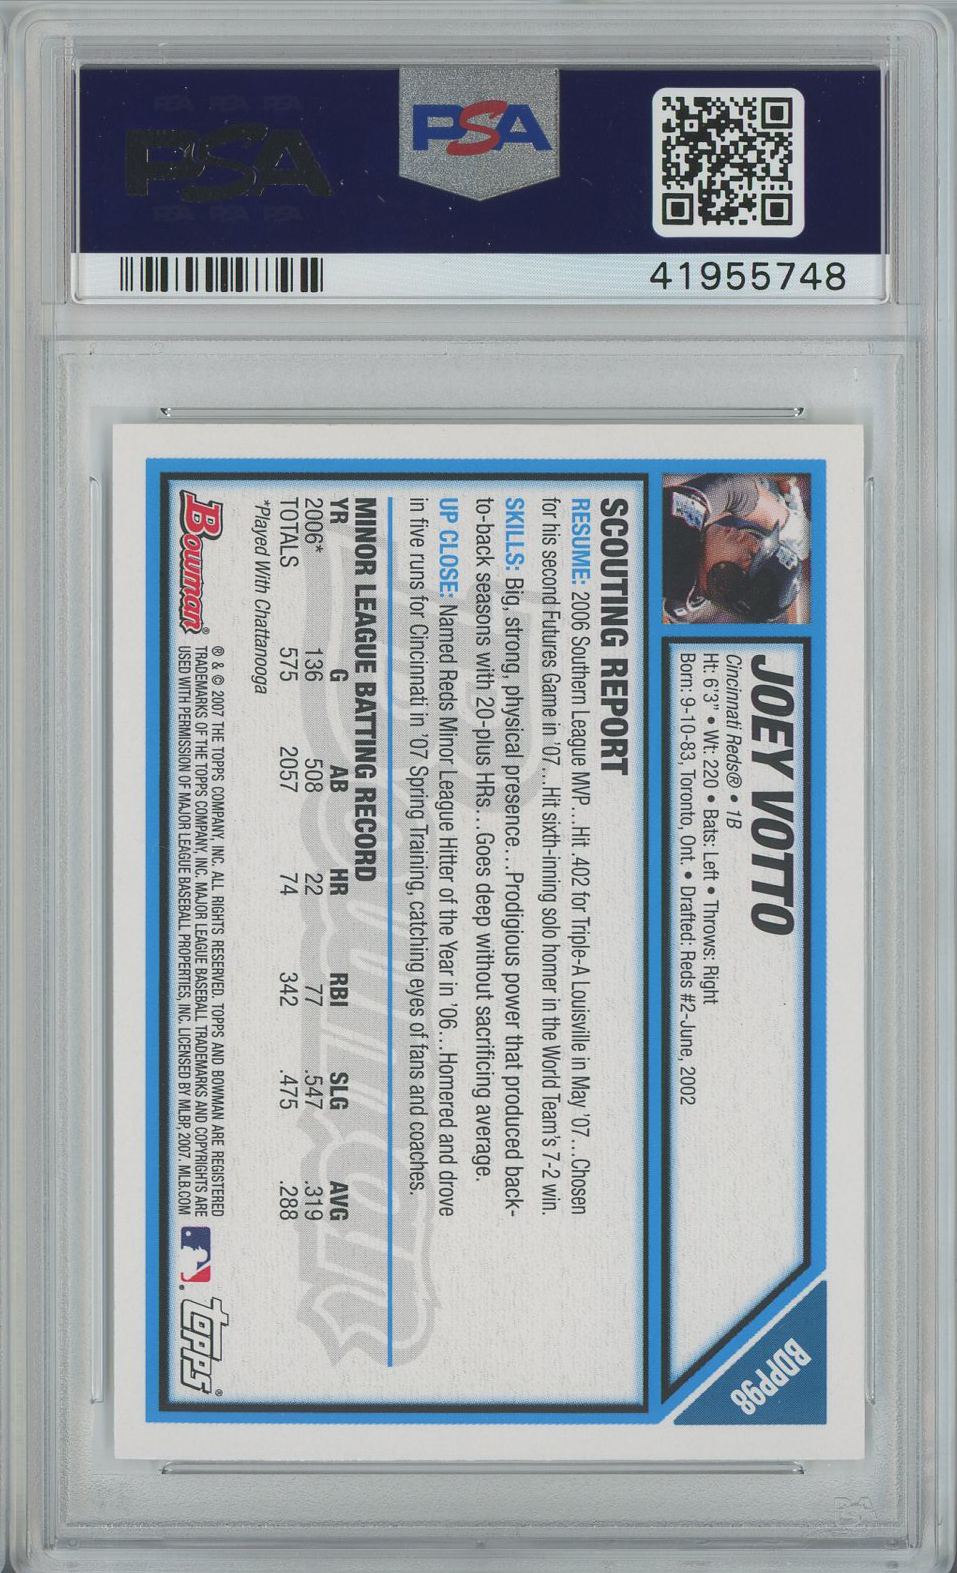 PSA
PSA PSA PSA
PSA
PSA PSA PSA
41955748
JOEY VOTTO
Cincinnati Reds® • 1B
Ht: 6'3" • Wt: 220 • Bats: Left • Throws: Right
Born: 9-10-83, Toronto, Ont. • Drafted: Reds #2-June, 2002
BDPP98
SCOUTING REPORT
RESUME: 2006 Southern League MVP…Hit .402 for Triple-A Louisville in May '07…Chosen
for his second Futures Game in '07…Hit sixth-inning solo homer in the World Team's 7-2 win.
SKILLS: Big, strong, physical presence…Prodigious power that produced back-
to-back seasons with 20-plus HRs…Goes deep without sacrificing average.
UP CLOSE: Named Reds Minor League Hitter of the Year in '06…Homered and drove
in five runs for Cincinnati in '07 Spring Training, catching eyes of fans and coaches.
MINOR LEAGUE BATTING RECORD
YR G AB HR RBI SLG AVG
2006* 136 508 22 77 .547 .319
TOTALS 575 2057 74 342 .475 .288
*Played With Chattanooga
Bowman®
® & © 2007 THE TOPPS COMPANY, INC. ALL RIGHTS RESERVED. TOPPS AND BOWMAN ARE REGISTERED
TRADEMARKS OF THE TOPPS COMPANY, INC. MAJOR LEAGUE BASEBALL TRADEMARKS AND COPYRIGHTS ARE
USED WITH PERMISSION OF MAJOR LEAGUE BASEBALL PROPERTIES, INC. LICENSED BY MLBP, 2007. MLB.COM
topps®
PSA